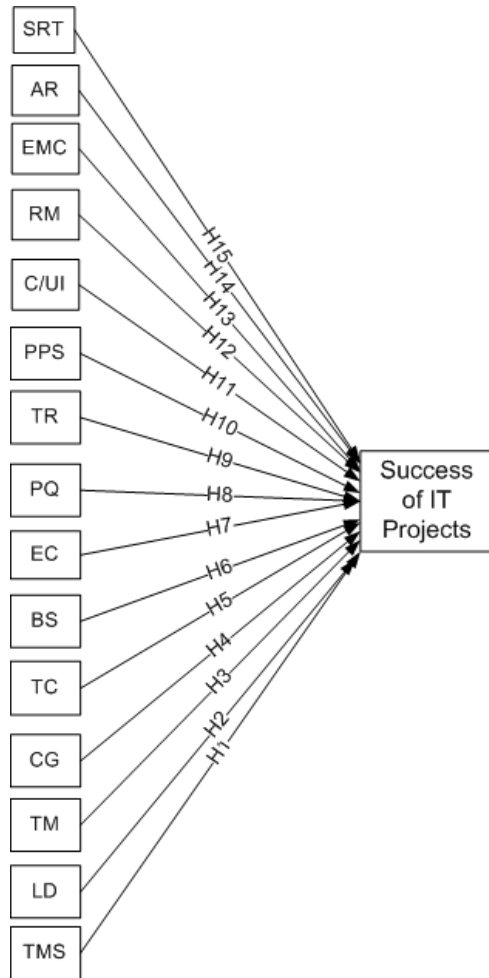 SRT
AR
EMC
RM
C/UI
PPS
TR
PQ
EC
BS
TC
CG
TM
LD
TMS
H15
H14
H13
H12
H11
H10
H9
H8
H7
H6
H5
H4
H3
H2
H1
Success
of IT
Projects